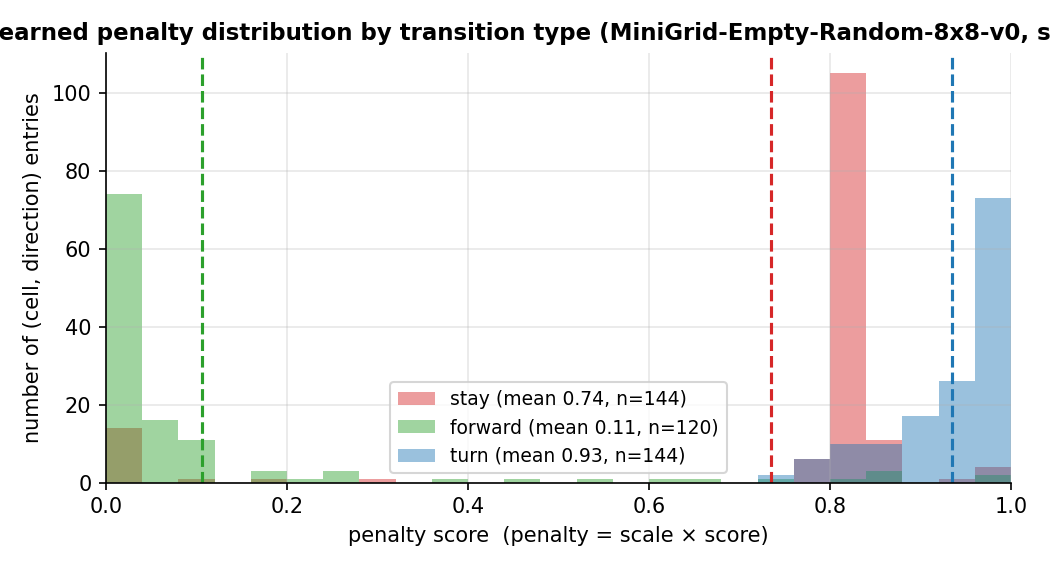 earned penalty distribution by transition type (MiniGrid-Empty-Random-8x8-v0, s
number of (cell, direction) entries
100
80
60
40
20
0
stay (mean 0.74, n=144)
forward (mean 0.11, n=120)
turn (mean 0.93, n=144)
0.0 0.2 0.4 0.6 0.8 1.0
penalty score (penalty = scale × score)